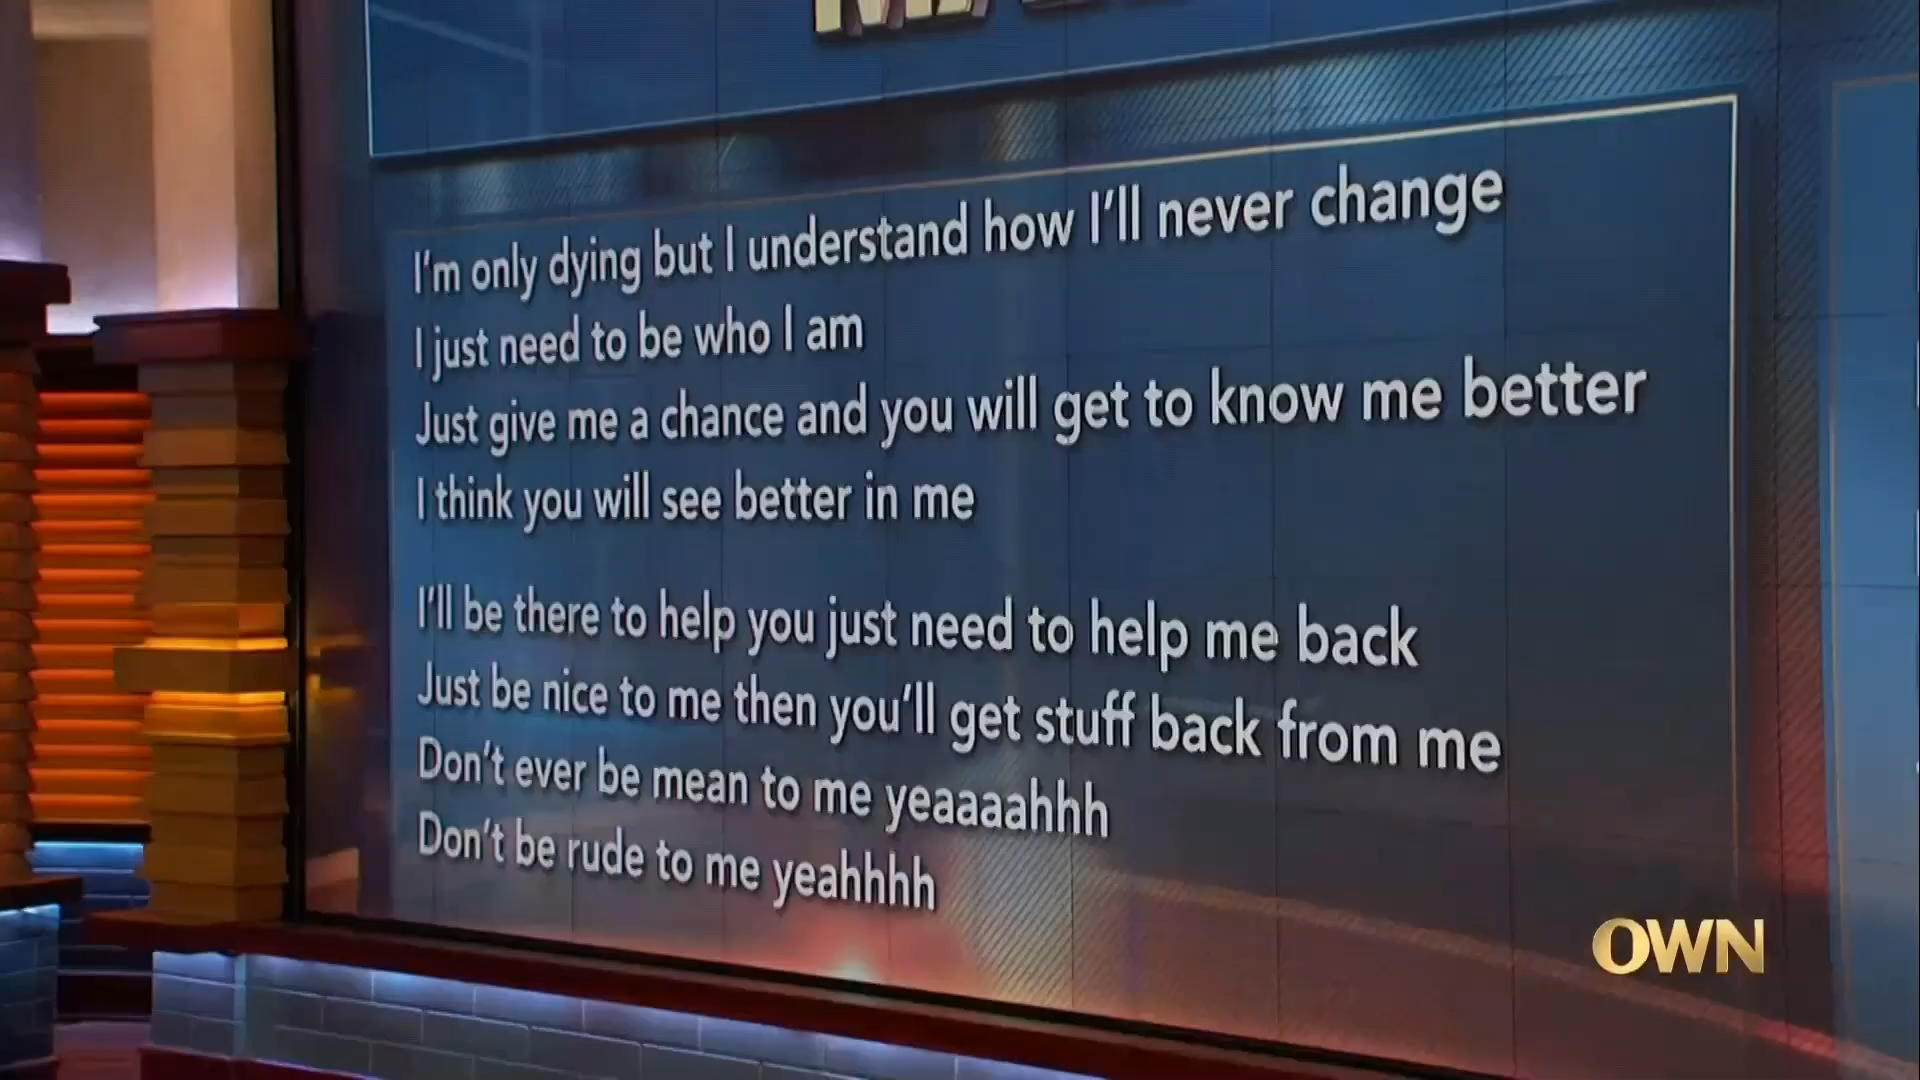 I'm only dying but I understand how I'll never change
I just need to be who I am
Just give me a chance and you will get to know me better
I think you will see better in me
I'll be there to help you just need to help me back
Just be nice to me then you'll get stuff back from me
Don't ever be mean to me yeaaaahhh
Don't be rude to me yeahhhh
OWN